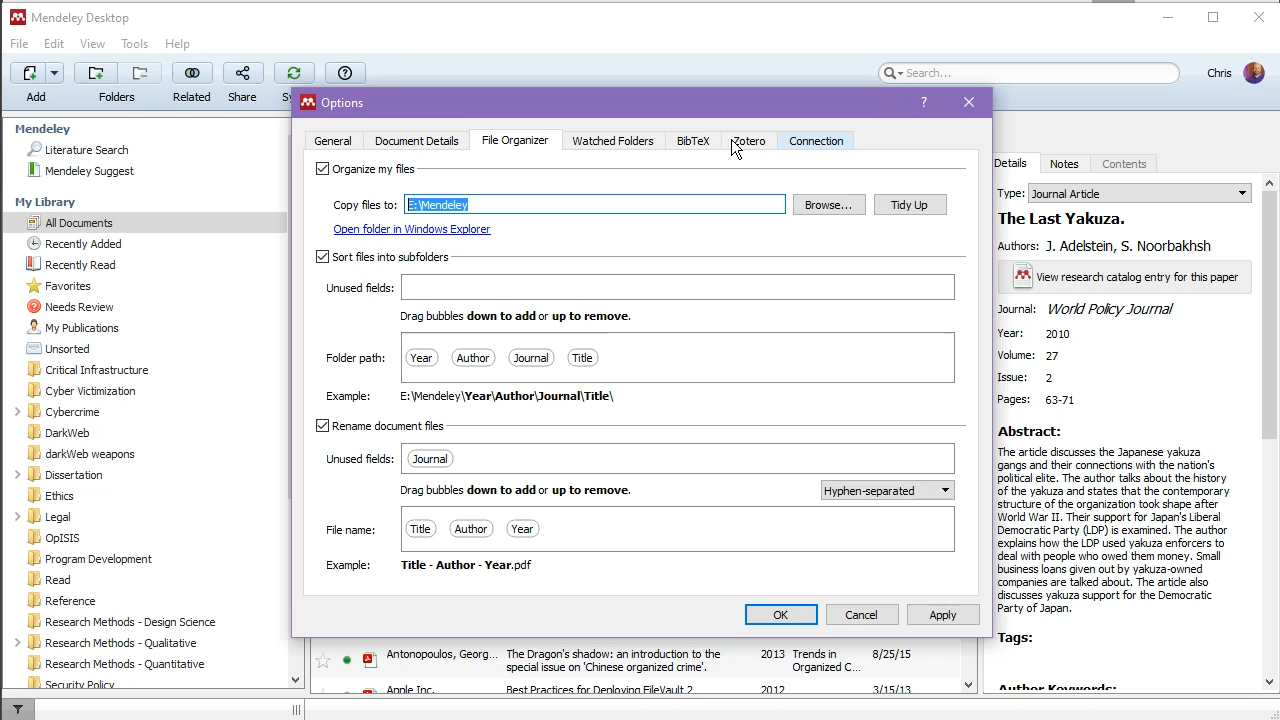 Mendeley Desktop
File Edit View Tools Help
Search...
Chris
Add Folders Related Share
Options ?
General Document Details File Organizer Watched Folders BibTeX Zotero Connection
Organize my files
Copy files to: E:\Mendeley Browse... Tidy Up
Open folder in Windows Explorer
Sort files into subfolders
Unused fields:
Drag bubbles down to add or up to remove.
Folder path: Year Author Journal Title
Example: E:\Mendeley\Year\Author\Journal\Title\
Rename document files
Unused fields: Journal
Drag bubbles down to add or up to remove. Hyphen-separated
File name: Title Author Year
Example: Title - Author - Year.pdf
OK Cancel Apply
Mendeley
Literature Search
Mendeley Suggest
My Library
All Documents
Recently Added
Recently Read
Favorites
Needs Review
My Publications
Unsorted
Critical Infrastructure
Cyber Victimization
Cybercrime
DarkWeb
darkWeb weapons
Dissertation
Ethics
Legal
OpISIS
Program Development
Read
Reference
Research Methods - Design Science
Research Methods - Qualitative
Research Methods - Quantitative
Security Policy
Antonopoulos, Georg... The Dragon's shadow: an introduction to the 2013 Trends in 8/25/15
special issue on 'Chinese organized crime'. Organized C...
Apple Inc. Best Practices for Deploying FileVault 2 2012 3/15/13
Details Notes Contents
Type: Journal Article
The Last Yakuza.
Authors: J. Adelstein, S. Noorbakhsh
View research catalog entry for this paper
Journal: World Policy Journal
Year: 2010
Volume: 27
Issue: 2
Pages: 63-71
Abstract:
The article discusses the Japanese yakuza
gangs and their connections with the nation's
political elite. The author talks about the history
of the yakuza and states that the contemporary
structure of the organization took shape after
World War II. Their support for Japan's Liberal
Democratic Party (LDP) is examined. The author
explains how the LDP used yakuza enforcers to
deal with people who owed them money. Small
business loans given out by yakuza-owned
companies are talked about. The article also
discusses yakuza support for the Democratic
Party of Japan.
Tags:
Author Keywords: